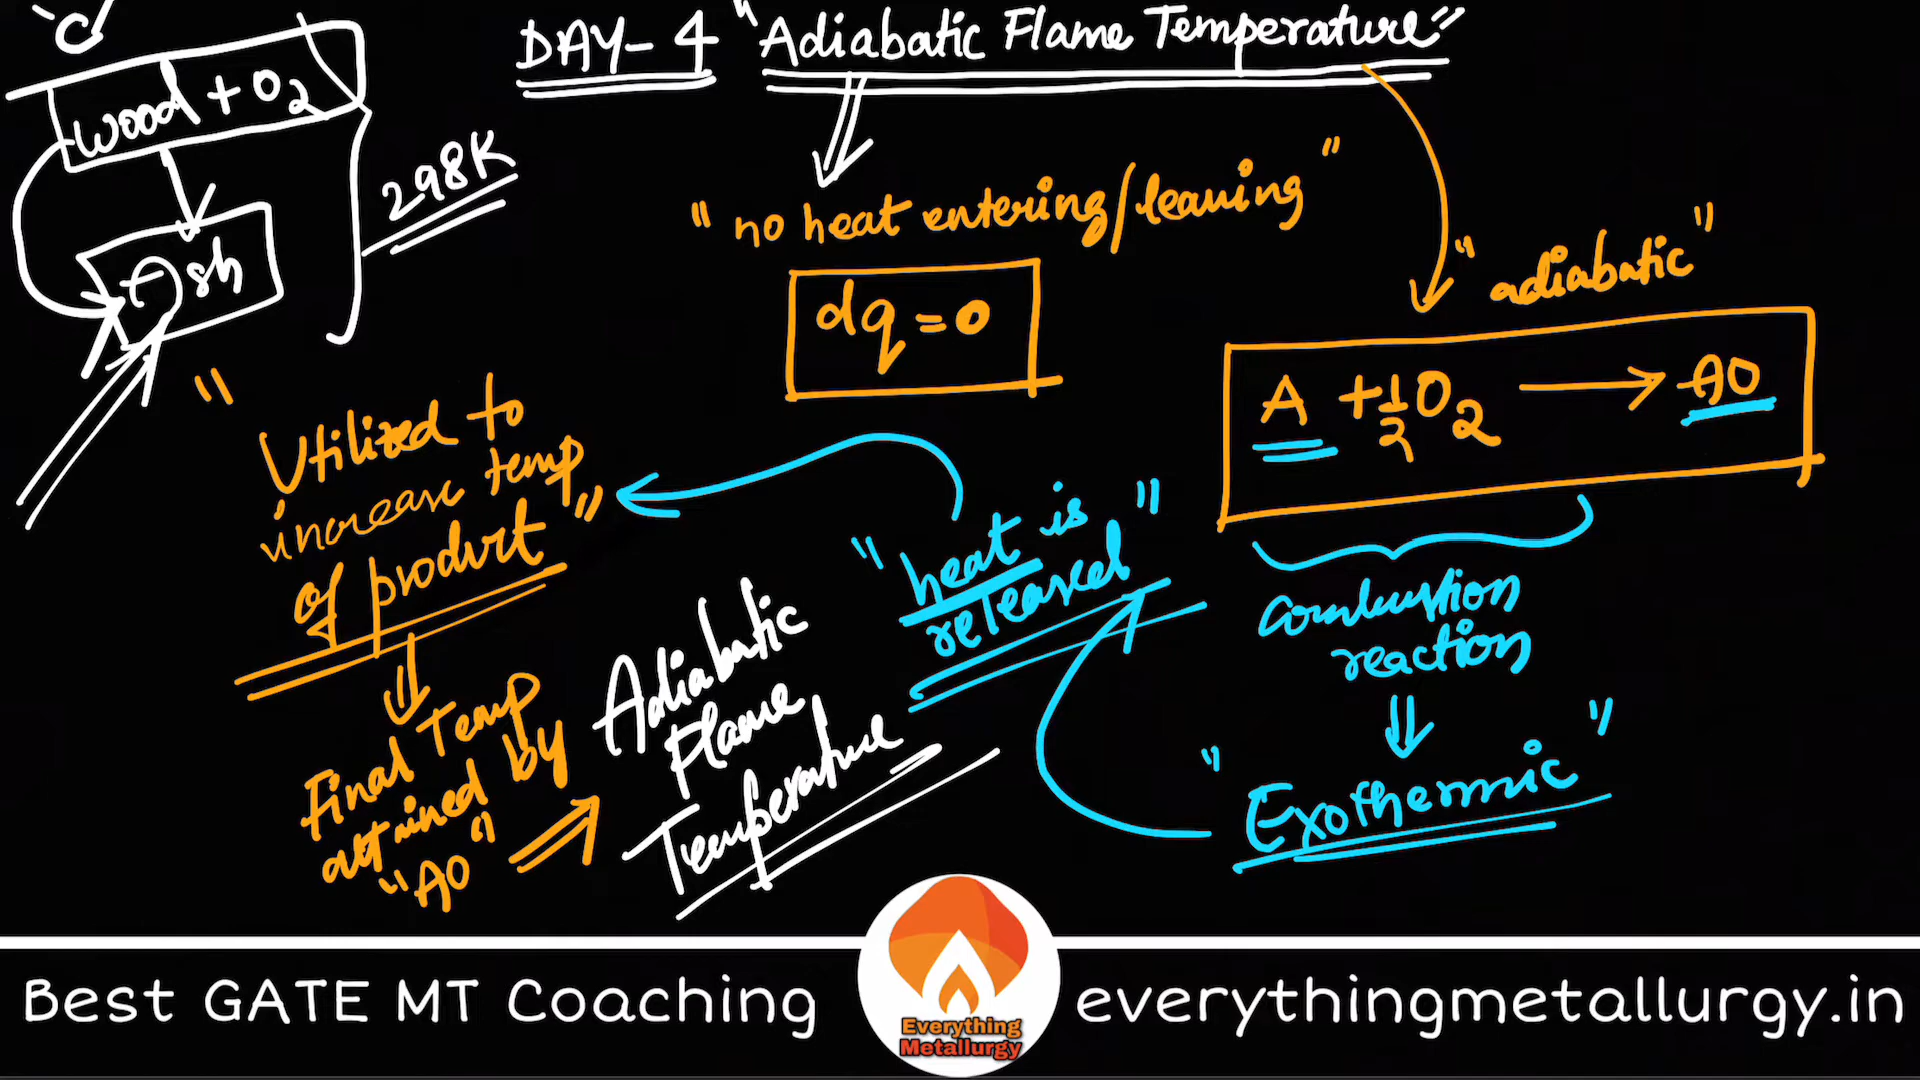 "C
DAY-4 "Adiabatic Flame Temperature"
wood + O2
298K
Ash
"no heat entering/leaving"
dq = 0
"adiabatic"
A + 1/2 O2 → AO
combustion
reaction
"Exothermic"
"heat is
released"
"Utilized to
increase temp
of product"
Final Temp
attained by
"AO"
Adiabatic
Flame
Temperature
Best GATE MT Coaching
Everything
Metallurgy
everythingmetallurgy.in